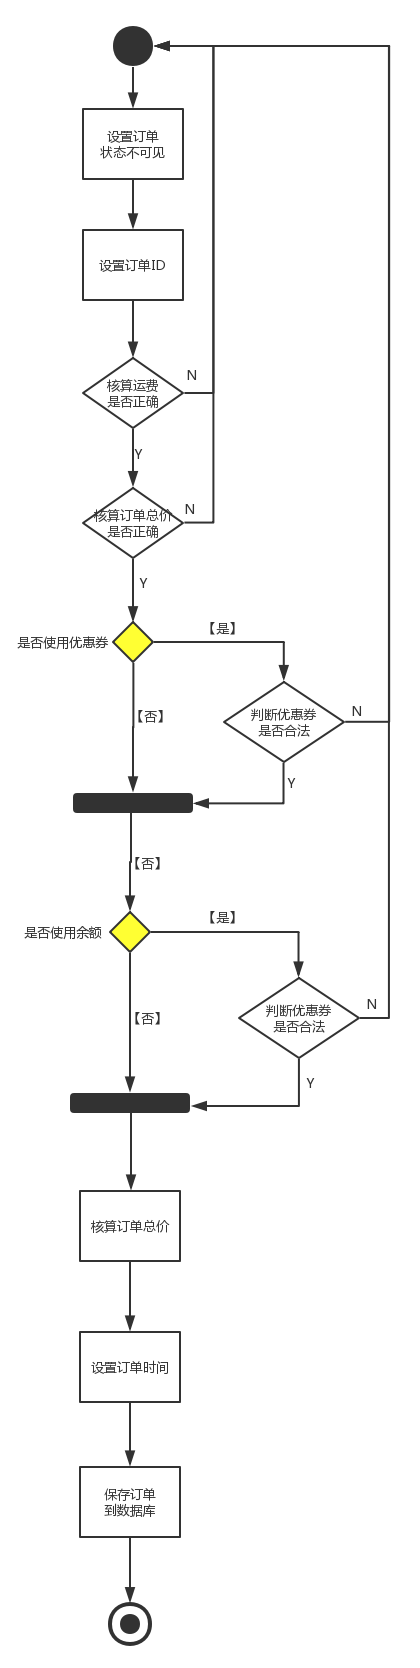 设置订单
状态不可见
设置订单ID
核算运费
是否正确
N
Y
核算订单总价
是否正确
N
Y
是否使用优惠券
【是】
判断优惠券
是否合法
N
【否】
Y
【否】
是否使用余额
【是】
判断优惠券
是否合法
N
【否】
Y
核算订单总价
设置订单时间
保存订单
到数据库